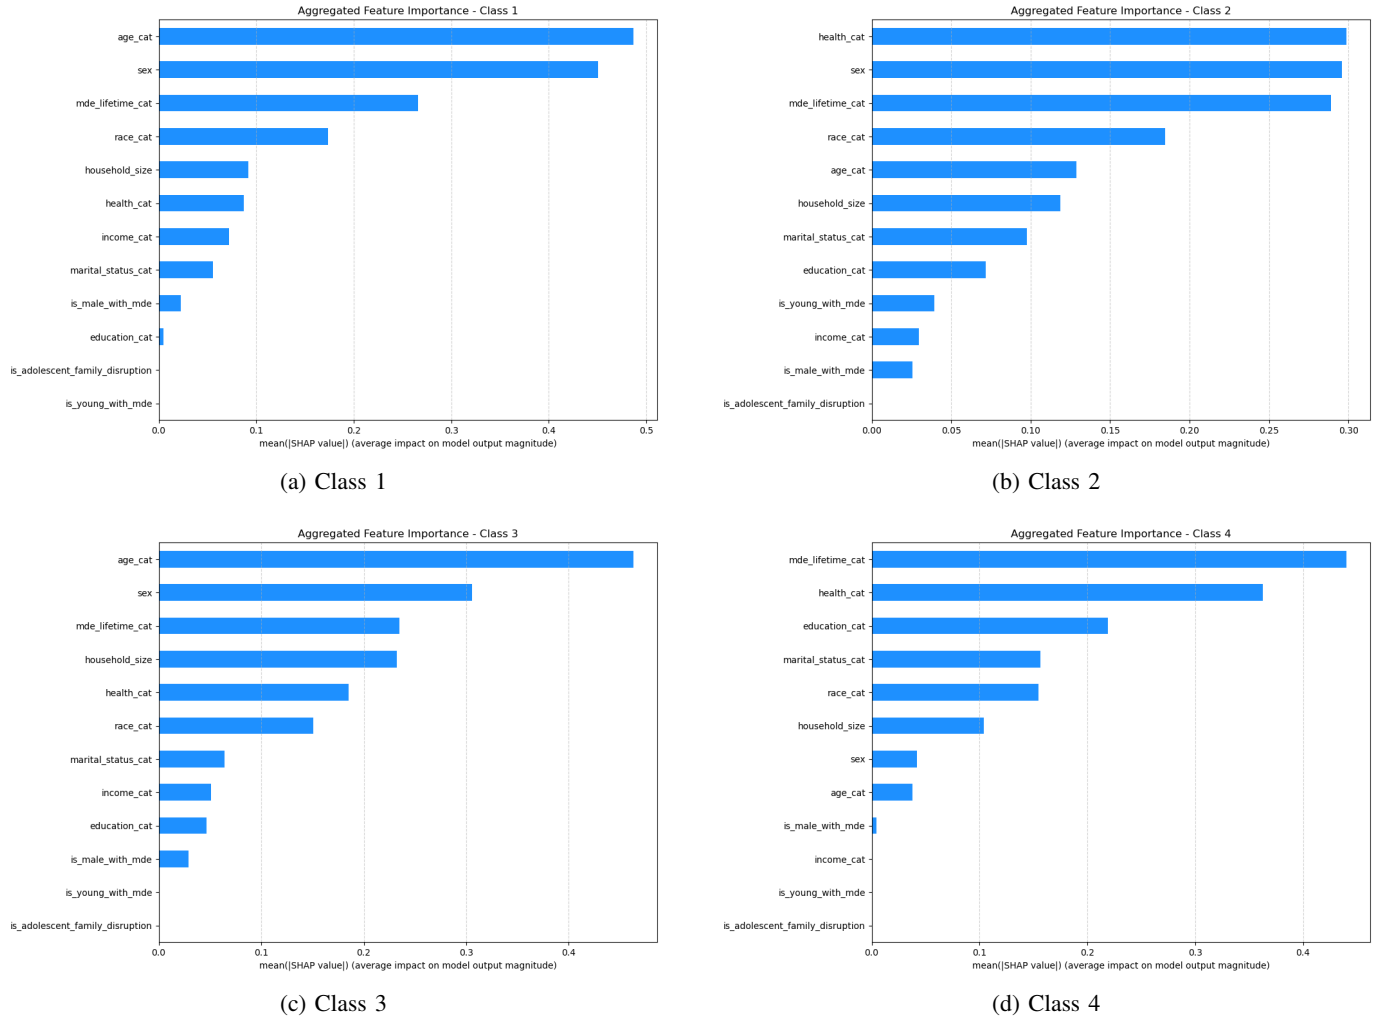 Aggregated Feature Importance - Class 1
age_cat
sex
mde_lifetime_cat
race_cat
household_size
health_cat
income_cat
marital_status_cat
is_male_with_mde
education_cat
is_adolescent_family_disruption
is_young_with_mde
0.0 0.1 0.2 0.3 0.4 0.5
mean(|SHAP value|) (average impact on model output magnitude)
(a) Class 1
Aggregated Feature Importance - Class 2
health_cat
sex
mde_lifetime_cat
race_cat
age_cat
household_size
marital_status_cat
education_cat
is_young_with_mde
income_cat
is_male_with_mde
is_adolescent_family_disruption
0.00 0.05 0.10 0.15 0.20 0.25 0.30
mean(|SHAP value|) (average impact on model output magnitude)
(b) Class 2
Aggregated Feature Importance - Class 3
age_cat
sex
mde_lifetime_cat
household_size
health_cat
race_cat
marital_status_cat
income_cat
education_cat
is_male_with_mde
is_young_with_mde
is_adolescent_family_disruption
0.0 0.1 0.2 0.3 0.4
mean(|SHAP value|) (average impact on model output magnitude)
(c) Class 3
Aggregated Feature Importance - Class 4
mde_lifetime_cat
health_cat
education_cat
marital_status_cat
race_cat
household_size
sex
age_cat
is_male_with_mde
income_cat
is_young_with_mde
is_adolescent_family_disruption
0.0 0.1 0.2 0.3 0.4
mean(|SHAP value|) (average impact on model output magnitude)
(d) Class 4